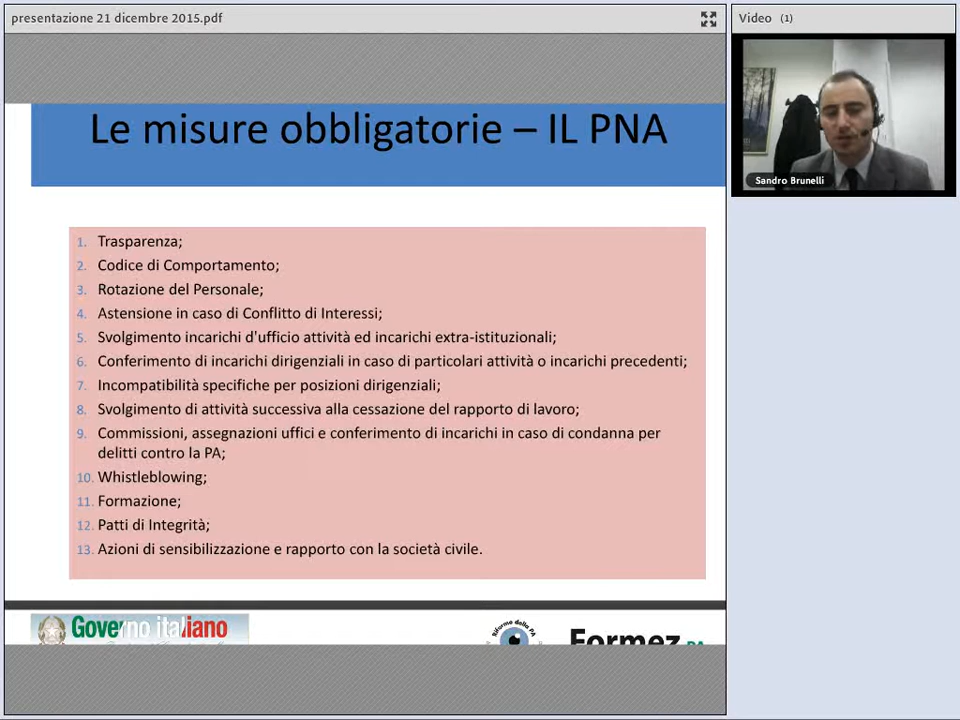 presentazione 21 dicembre 2015.pdf
Video (1)
Le misure obbligatorie – IL PNA
Sandro Brunelli
1. Trasparenza;
2. Codice di Comportamento;
3. Rotazione del Personale;
4. Astensione in caso di Conflitto di Interessi;
5. Svolgimento incarichi d'ufficio attività ed incarichi extra-istituzionali;
6. Conferimento di incarichi dirigenziali in caso di particolari attività o incarichi precedenti;
7. Incompatibilità specifiche per posizioni dirigenziali;
8. Svolgimento di attività successiva alla cessazione del rapporto di lavoro;
9. Commissioni, assegnazioni uffici e conferimento di incarichi in caso di condanna per
delitti contro la PA;
10. Whistleblowing;
11. Formazione;
12. Patti di Integrità;
13. Azioni di sensibilizzazione e rapporto con la società civile.
Governo italiano
Riforme della PA
Formez PA